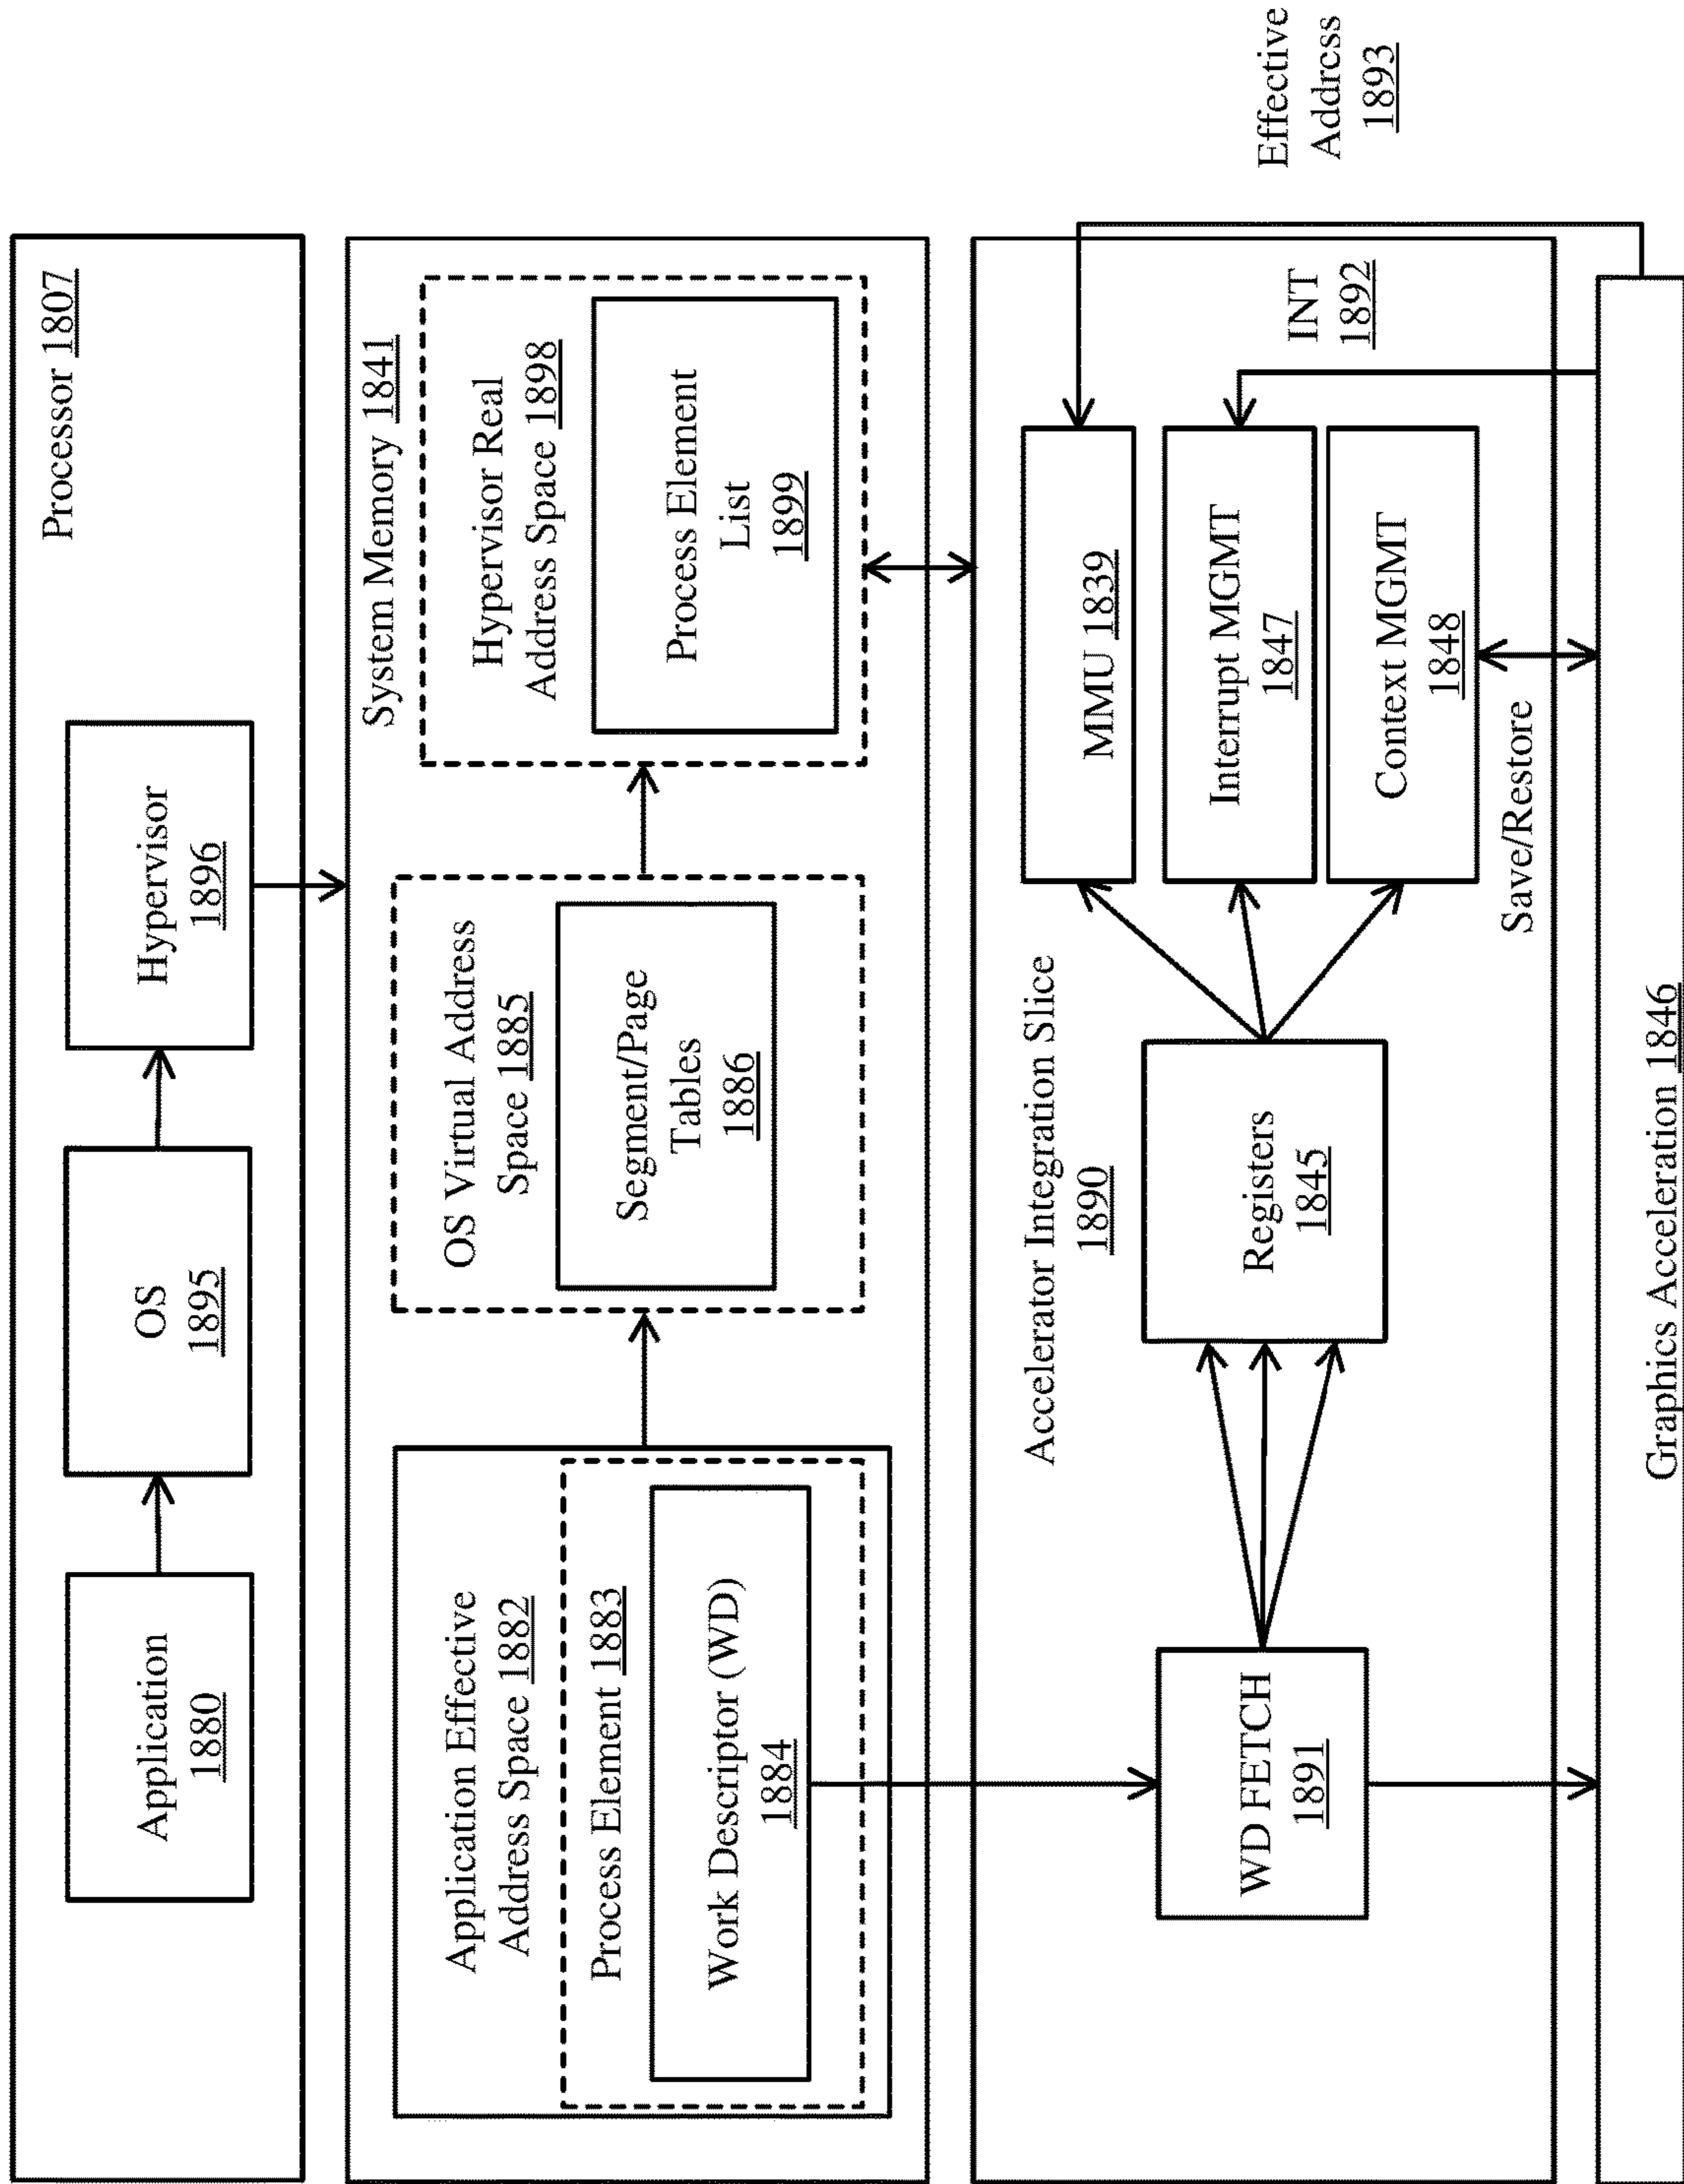 Processor 1807
Application
1880
OS
1895
Hypervisor
1896
System Memory 1841
Application Effective
Address Space 1882
Process Element 1883
Work Descriptor (WD)
1884
OS Virtual Address
Space 1885
Segment/Page
Tables
1886
Hypervisor Real
Address Space 1898
Process Element
List
1899
Accelerator Integration Slice
1890
WD FETCH
1891
Registers
1845
MMU 1839
Interrupt MGMT
1847
Context MGMT
1848
INT
1892
Save/Restore
Effective
Address
1893
Graphics Acceleration 1846